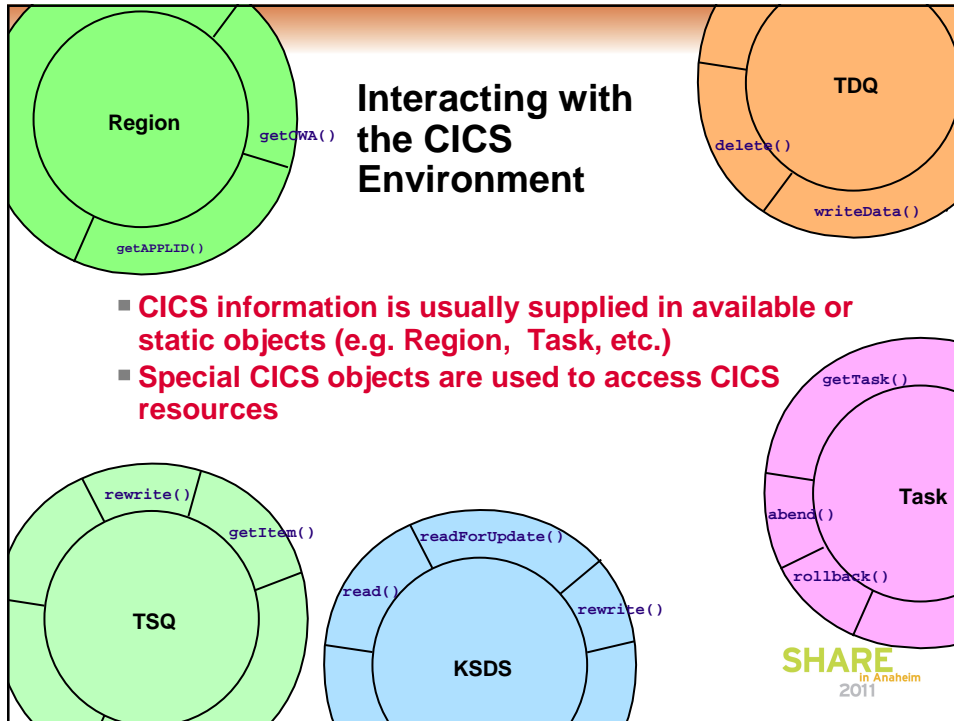 Interacting with
the CICS
Environment
Region
getCWA()
getAPPLID()
TDQ
delete()
writeData()
CICS information is usually supplied in available or
static objects (e.g. Region, Task, etc.)
Special CICS objects are used to access CICS
resources
getTask()
Task
abend()
rollback()
rewrite()
getItem()
TSQ
readForUpdate()
read()
rewrite()
KSDS
SHARE
in Anaheim
2011